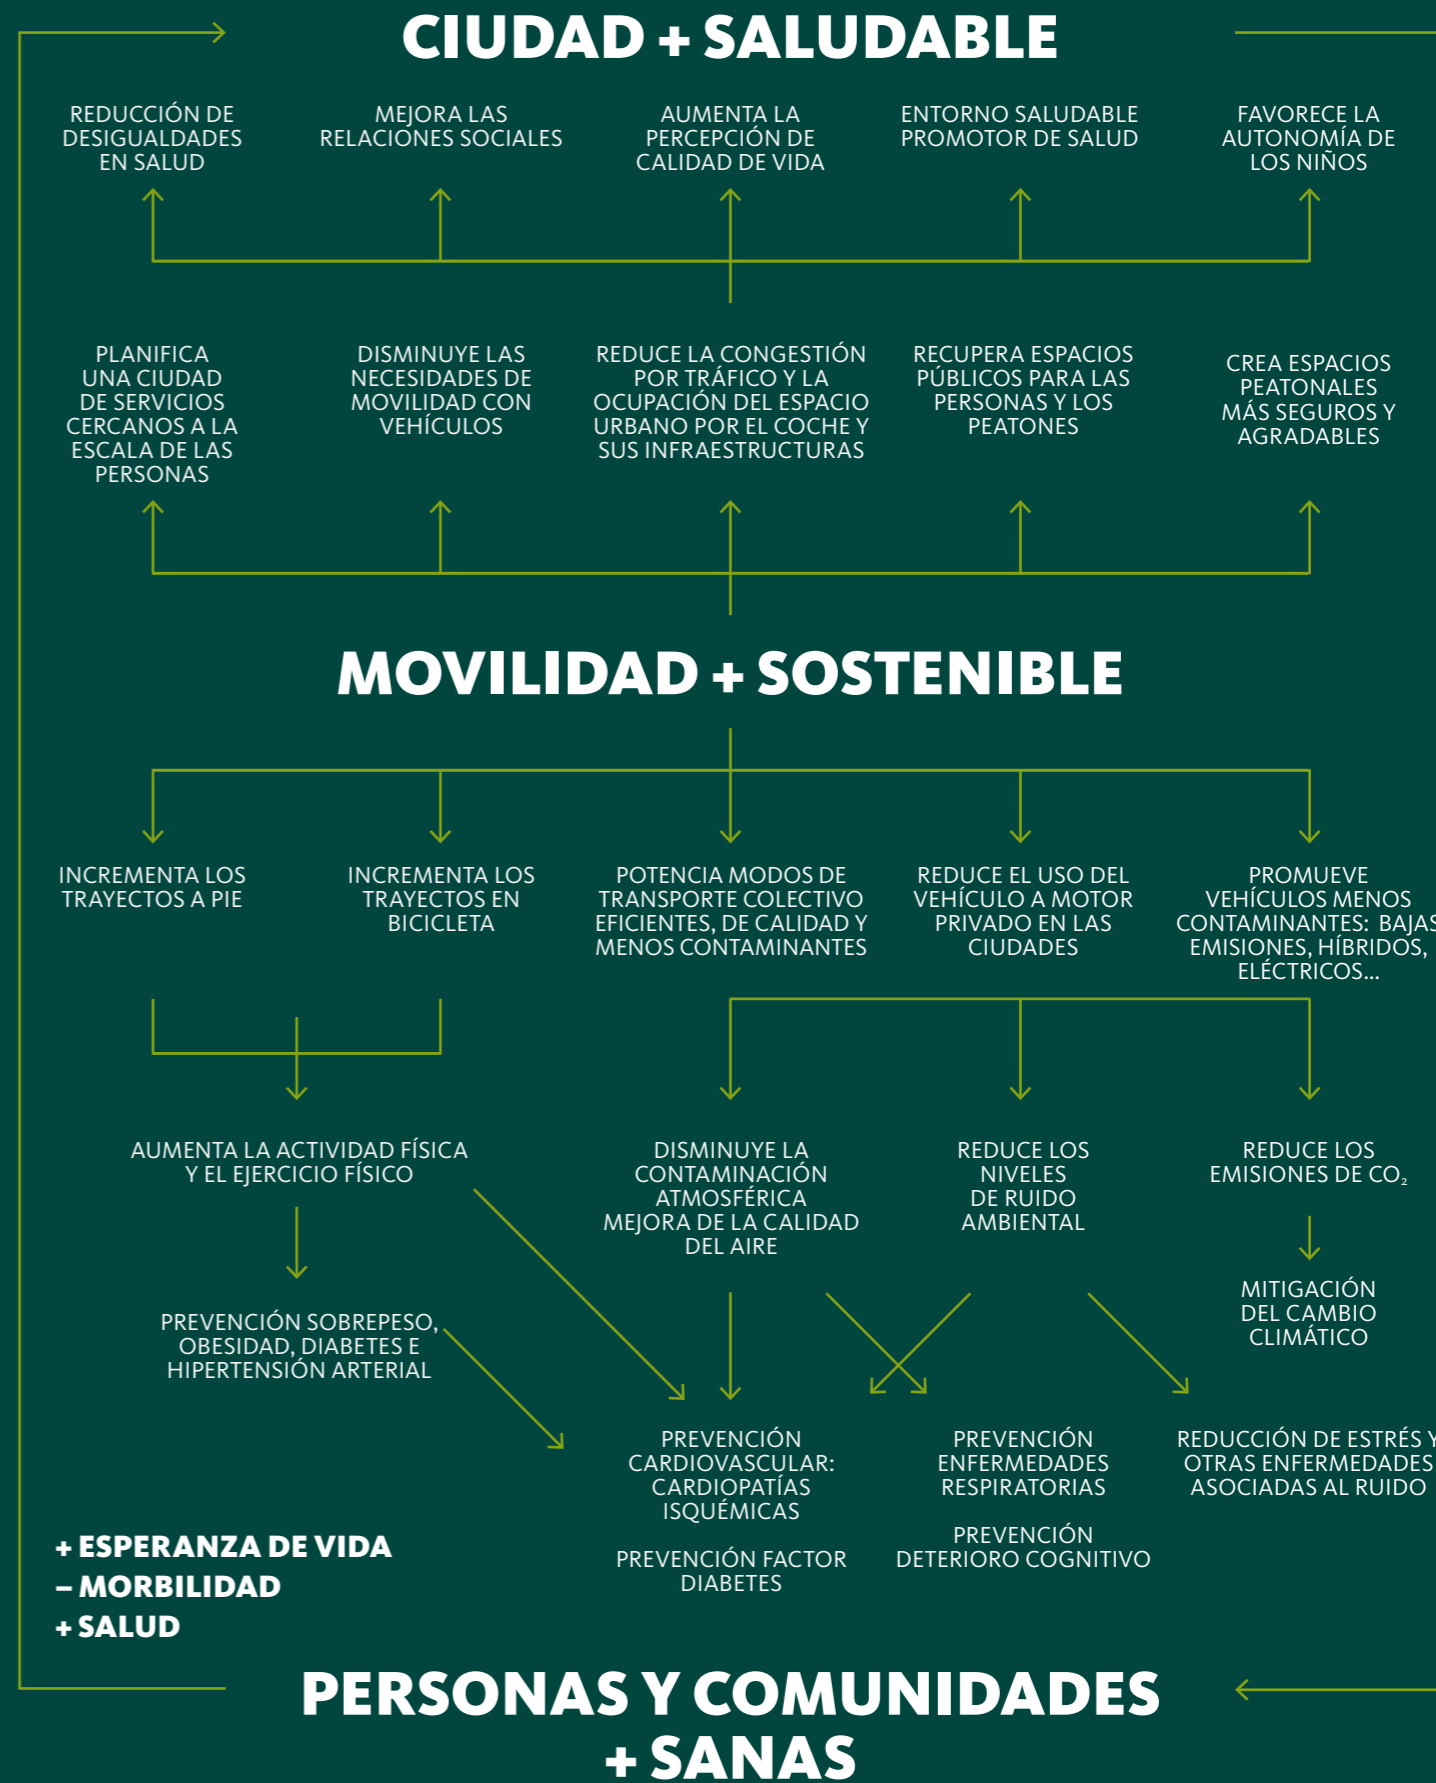 CIUDAD + SALUDABLE
REDUCCIÓN DE
DESIGUALDADES
EN SALUD
MEJORA LAS
RELACIONES SOCIALES
AUMENTA LA
PERCEPCIÓN DE
CALIDAD DE VIDA
ENTORNO SALUDABLE
PROMOTOR DE SALUD
FAVORECE LA
AUTONOMÍA DE
LOS NIÑOS
PLANIFICA
UNA CIUDAD
DE SERVICIOS
CERCANOS A LA
ESCALA DE LAS
PERSONAS
DISMINUYE LAS
NECESIDADES DE
MOVILIDAD CON
VEHÍCULOS
REDUCE LA CONGESTIÓN
POR TRÁFICO Y LA
OCUPACIÓN DEL ESPACIO
URBANO POR EL COCHE Y
SUS INFRAESTRUCTURAS
RECUPERA ESPACIOS
PÚBLICOS PARA LAS
PERSONAS Y LOS
PEATONES
CREA ESPACIOS
PEATONALES
MÁS SEGUROS Y
AGRADABLES
MOVILIDAD + SOSTENIBLE
INCREMENTA LOS
TRAYECTOS A PIE
INCREMENTA LOS
TRAYECTOS EN
BICICLETA
POTENCIA MODOS DE
TRANSPORTE COLECTIVO
EFICIENTES, DE CALIDAD Y
MENOS CONTAMINANTES
REDUCE EL USO DEL
VEHÍCULO A MOTOR
PRIVADO EN LAS
CIUDADES
PROMUEVE
VEHÍCULOS MENOS
CONTAMINANTES: BAJAS
EMISIONES, HÍBRIDOS,
ELÉCTRICOS...
AUMENTA LA ACTIVIDAD FÍSICA
Y EL EJERCICIO FÍSICO
DISMINUYE LA
CONTAMINACIÓN
ATMOSFÉRICA
MEJORA DE LA CALIDAD
DEL AIRE
REDUCE LOS
NIVELES
DE RUIDO
AMBIENTAL
REDUCE LOS
EMISIONES DE CO₂
MITIGACIÓN
DEL CAMBIO
CLIMÁTICO
PREVENCIÓN SOBREPESO,
OBESIDAD, DIABETES E
HIPERTENSIÓN ARTERIAL
PREVENCIÓN
CARDIOVASCULAR:
CARDIOPATÍAS
ISQUÉMICAS
PREVENCIÓN FACTOR
DIABETES
PREVENCIÓN
ENFERMEDADES
RESPIRATORIAS
PREVENCIÓN
DETERIORO COGNITIVO
REDUCCIÓN DE ESTRÉS Y
OTRAS ENFERMEDADES
ASOCIADAS AL RUIDO
+ ESPERANZA DE VIDA
– MORBILIDAD
+ SALUD
PERSONAS Y COMUNIDADES
+ SANAS